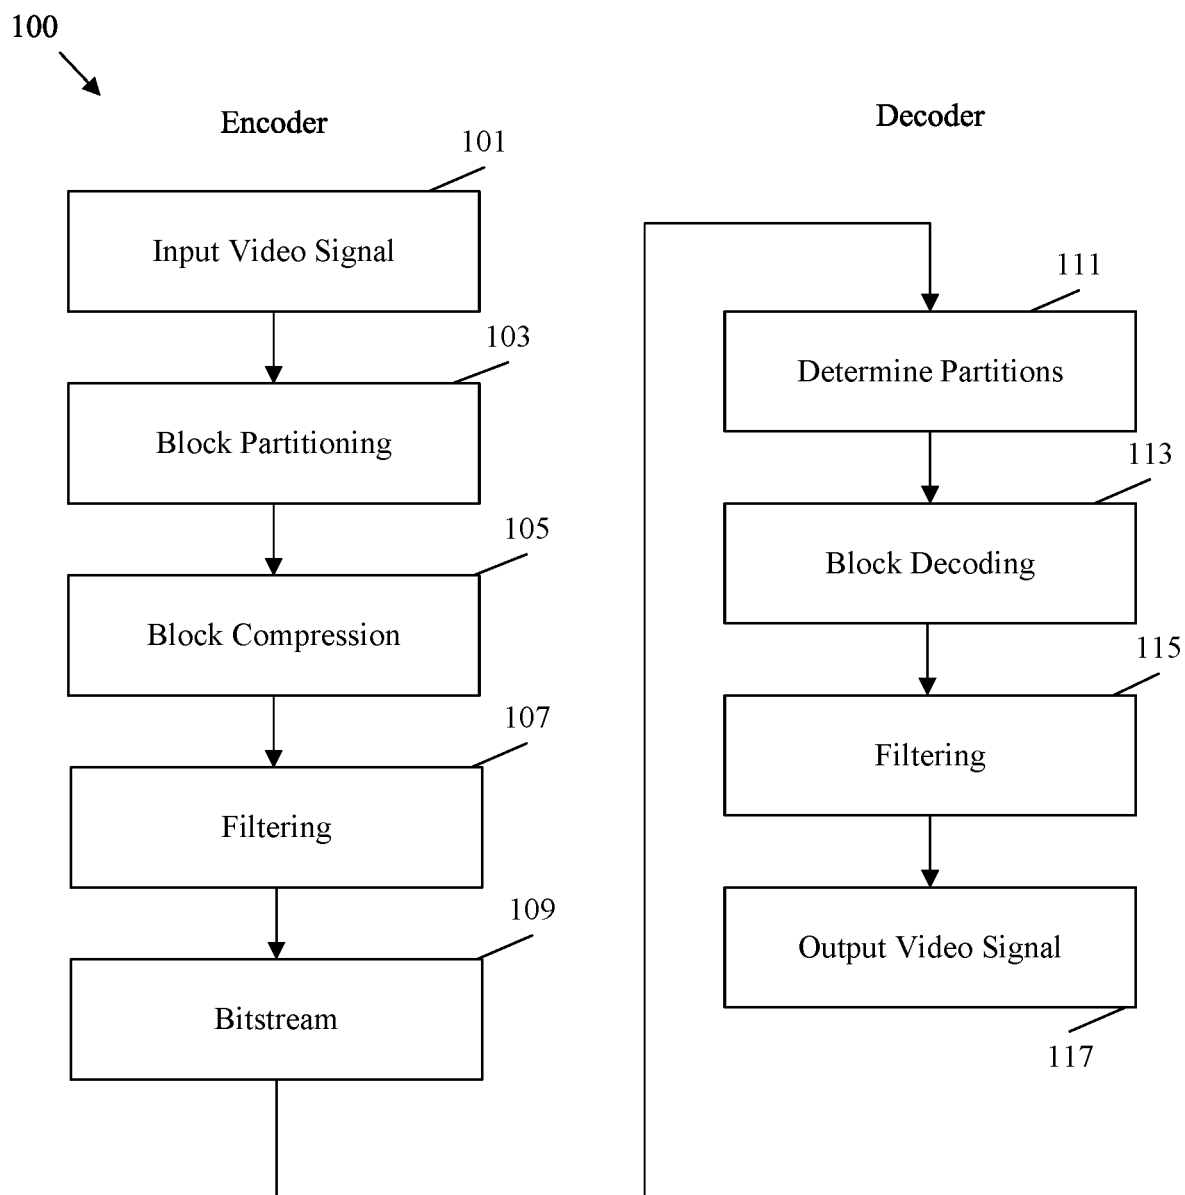 100
Encoder
101
Input Video Signal
103
Block Partitioning
105
Block Compression
107
Filtering
109
Bitstream
Decoder
111
Determine Partitions
113
Block Decoding
115
Filtering
Output Video Signal
117